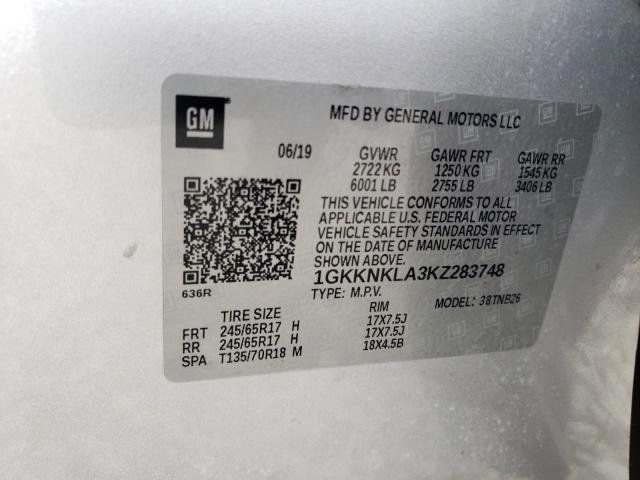 GM
MFD BY GENERAL MOTORS LLC
06/19 GVWR GAWR FRT GAWR RR
2722 KG 1250 KG 1545 KG
6001 LB 2755 LB 3406 LB
THIS VEHICLE CONFORMS TO ALL
APPLICABLE U.S. FEDERAL MOTOR
VEHICLE SAFETY STANDARDS IN EFFECT
ON THE DATE OF MANUFACTURE
SHOWN ABOVE.
1GKKNKLA3KZ283748
636R
TYPE: M.P.V. MODEL: 38TNB26
TIRE SIZE RIM
FRT 245/65R17 H 17X7.5J
RR 245/65R17 H 17X7.5J
SPA T135/70R18 M 18X4.5B